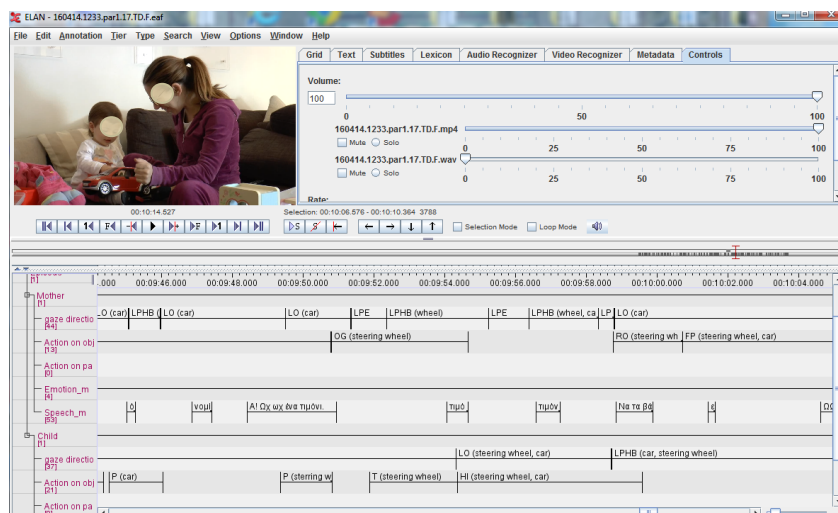 ELAN - 160414.1233.par1.17.TD.F.eaf
File Edit Annotation Tier Type Search View Options Window Help
Grid Text Subtitles Lexicon Audio Recognizer Video Recognizer Metadata Controls
Volume:
100
0 50 100
160414.1233.par1.17.TD.F.mp4
Mute Solo
0 25 50 75 100
160414.1233.par1.17.TD.F.wav
Mute Solo
0 25 50 75 100
Rate:
00:10:14.527
Selection: 00:10:06.576 - 00:10:10.364 3788
Selection Mode Loop Mode
.000 00:09:46.000 00:09:48.000 00:09:50.000 00:09:52.000 00:09:54.000 00:09:56.000 00:09:58.000 00:10:00.000 00:10:02.000 00:10:04.000
[1]
Mother
[1]
gaze directio
[44]
LO (car) LPHB ( LO (car) LO (car) LPE LPHB (wheel) LPE LPHB (wheel, ca LP LO (car)
Action on obj
[13]
OG (steering wheel) RO (steering wh FP (steering wheel, car)
Action on pa
[0]
Emotion_m
[4]
Speech_m
[53]
ό νομί Α! Ωχ ωχ ένα τιμόνι. τιμό τιμόν Να τα βά ε
Child
[1]
gaze directio
[37]
LO (steering wheel, car) LPHB (car, steering wheel)
Action on obj
[21]
P (car) P (sterring w T (steering wheel) HI (steering wheel, car)
Action on pa